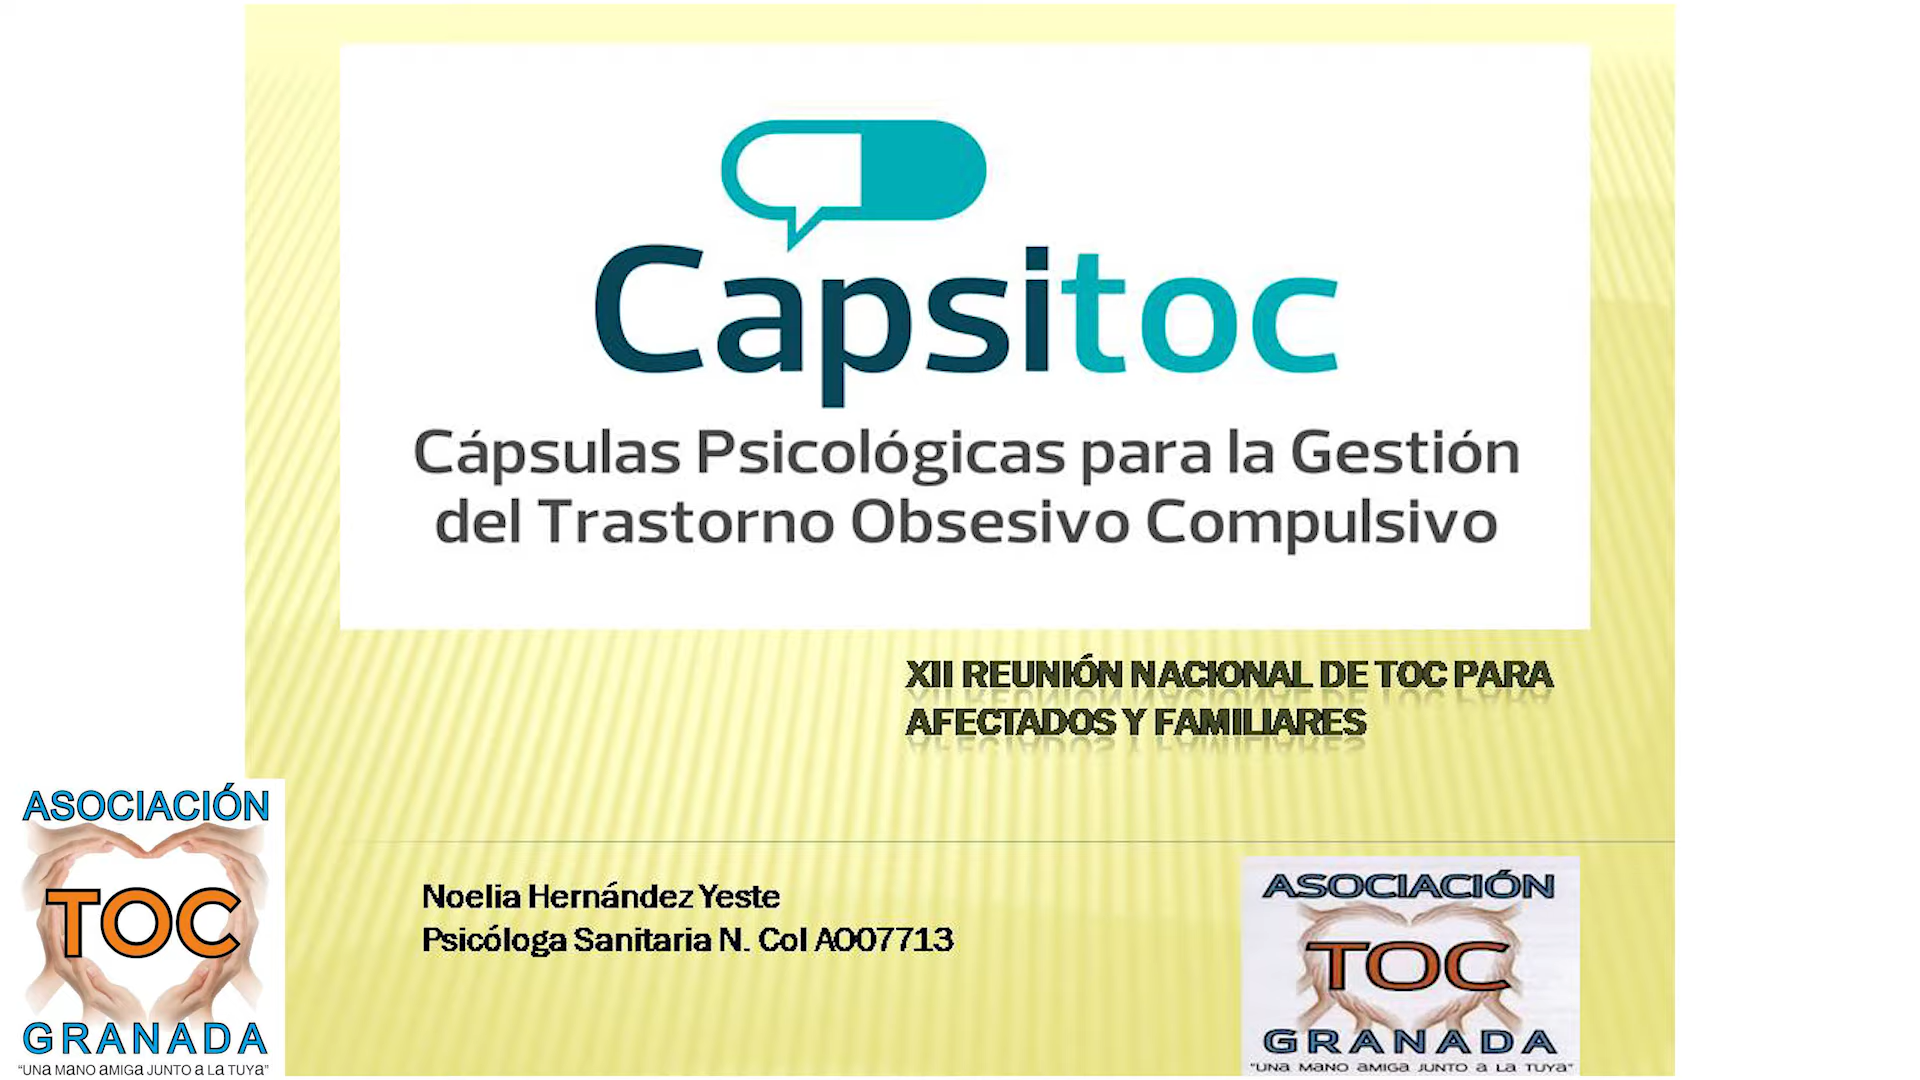 Capsitoc
Cápsulas Psicológicas para la Gestión
del Trastorno Obsesivo Compulsivo
XII REUNIÓN NACIONAL DE TOC PARA
AFECTADOS Y FAMILIARES
Noelia Hernández Yeste
Psicóloga Sanitaria N. Col AO07713
ASOCIACIÓN
TOC
GRANADA
"UNa MaNO aMIGa JUNTO a La TUYa"
ASOCIACIÓN
TOC
GRANADA
"UNa MaNO aMIGa JUNTO a La TUYa"